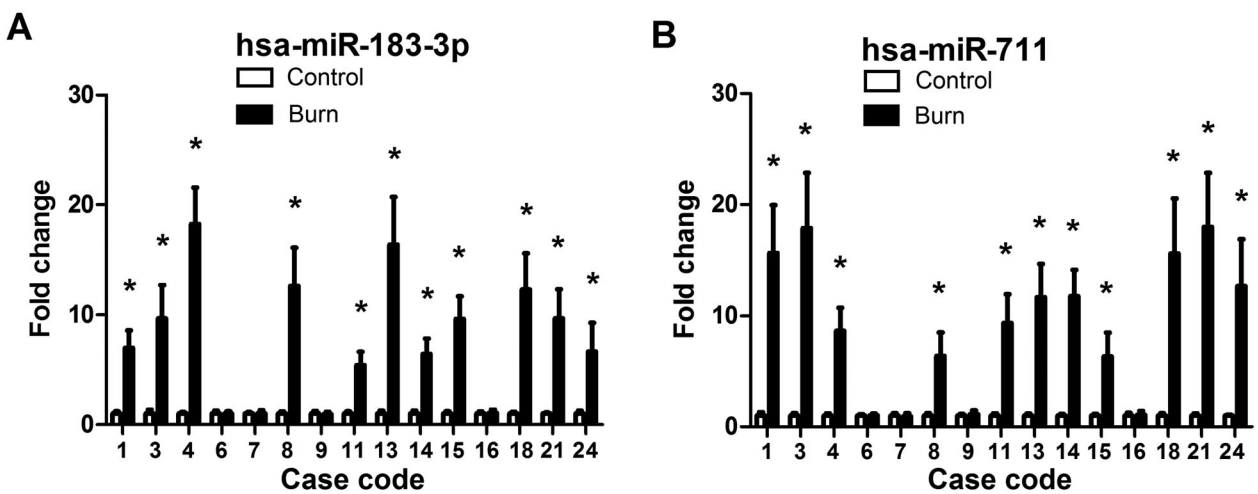 A
hsa-miR-183-3p
Control
Burn
30
20
10
0
Fold change
* * * * * * * * * * *
1 3 4 6 7 8 9 11 13 14 15 16 18 21 24
Case code
B
hsa-miR-711
Control
Burn
30
20
10
0
Fold change
* * * * * * * * * * *
1 3 4 6 7 8 9 11 13 14 15 16 18 21 24
Case code